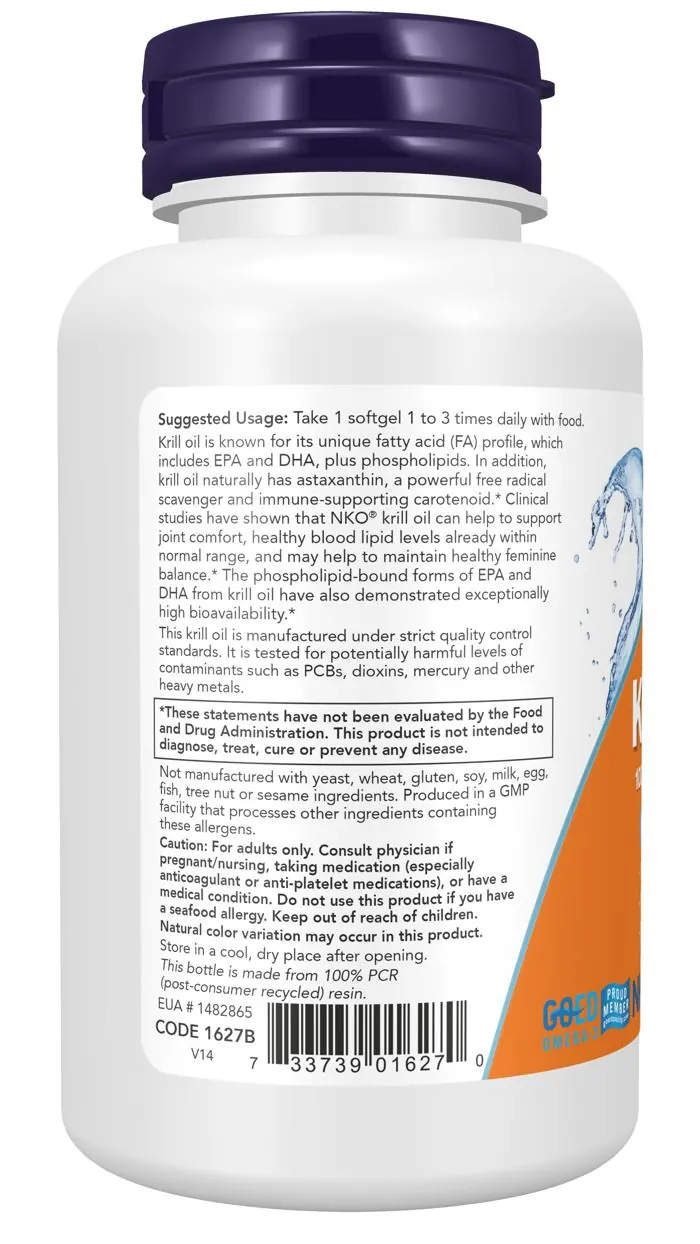 Suggested Usage: Take 1 softgel 1 to 3 times daily with food.
Krill oil is known for its unique fatty acid (FA) profile, which
includes EPA and DHA, plus phospholipids. In addition,
krill oil naturally has astaxanthin, a powerful free radical
scavenger and immune-supporting carotenoid.* Clinical
studies have shown that NKO® krill oil can help to support
joint comfort, healthy blood lipid levels already within
normal range, and may help to maintain healthy feminine
balance.* The phospholipid-bound forms of EPA and
DHA from krill oil have also demonstrated exceptionally
high bioavailability.*
This krill oil is manufactured under strict quality control
standards. It is tested for potentially harmful levels of
contaminants such as PCBs, dioxins, mercury and other
heavy metals.
*These statements have not been evaluated by the Food
and Drug Administration. This product is not intended to
diagnose, treat, cure or prevent any disease.
Not manufactured with yeast, wheat, gluten, soy, milk, egg,
fish, tree nut or sesame ingredients. Produced in a GMP
facility that processes other ingredients containing
these allergens.
Caution: For adults only. Consult physician if
pregnant/nursing, taking medication (especially
anticoagulant or anti-platelet medications), or have a
medical condition. Do not use this product if you have
a seafood allergy. Keep out of reach of children.
Natural color variation may occur in this product.
Store in a cool, dry place after opening.
This bottle is made from 100% PCR
(post-consumer recycled) resin.
EUA # 1482865
CODE 1627B
V14
7 33739 01627 0
GOED
OMEGA-3
PROUD
MEMBER